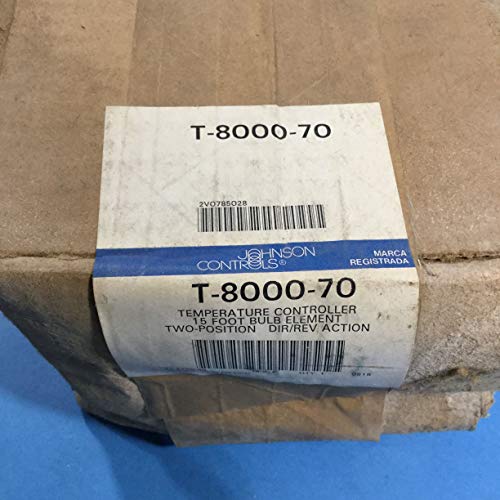 T-8000-70
2V0785028
JOHNSON
CONTROLS®
MARCA
REGISTRADA
T-8000-70
TEMPERATURE CONTROLLER
15 FOOT BULB ELEMENT
TWO-POSITION DIR/REV ACTION